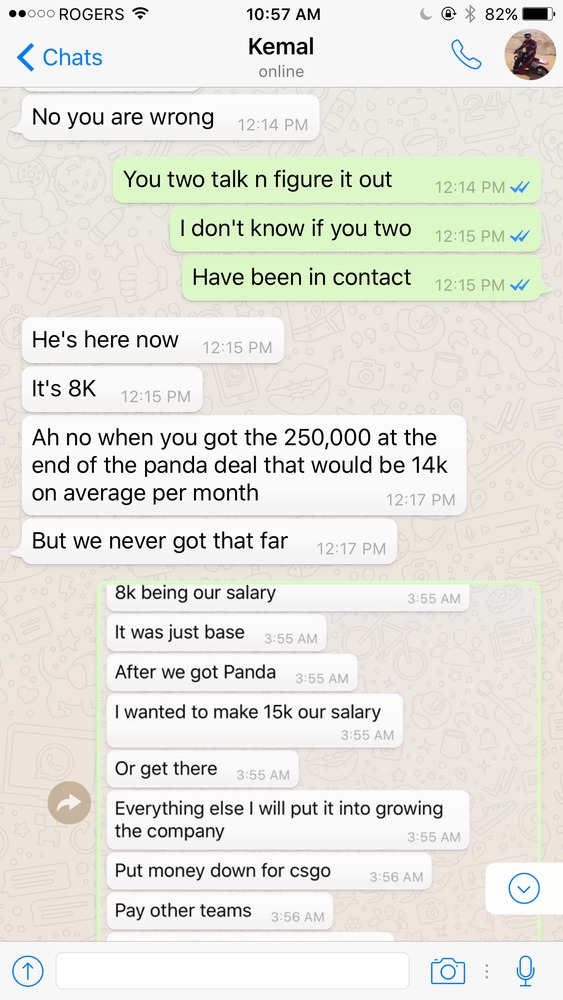 ROGERS 10:57 AM 82%
Chats Kemal
online
No you are wrong 12:14 PM
You two talk n figure it out 12:14 PM
I don't know if you two 12:15 PM
Have been in contact 12:15 PM
He's here now 12:15 PM
It's 8K 12:15 PM
Ah no when you got the 250,000 at the
end of the panda deal that would be 14k
on average per month 12:17 PM
But we never got that far 12:17 PM
8k being our salary 3:55 AM
It was just base 3:55 AM
After we got Panda 3:55 AM
I wanted to make 15k our salary
3:55 AM
Or get there 3:55 AM
Everything else I will put it into growing
the company 3:55 AM
Put money down for csgo 3:56 AM
Pay other teams 3:56 AM